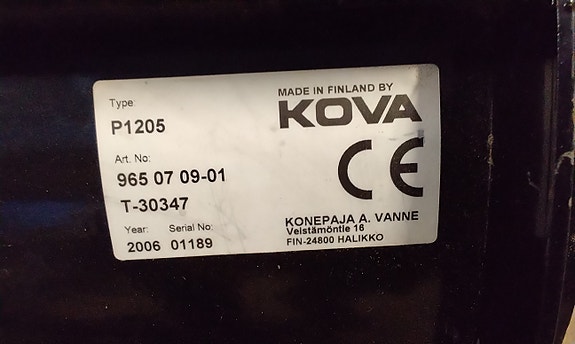 Type:
P1205
Art. No:
965 07 09-01
T-30347
Year: Serial No:
2006 01189
MADE IN FINLAND BY
KOVA
CE
KONEPAJA A. VANNE
Veistämöntie 16
FIN-24800 HALIKKO